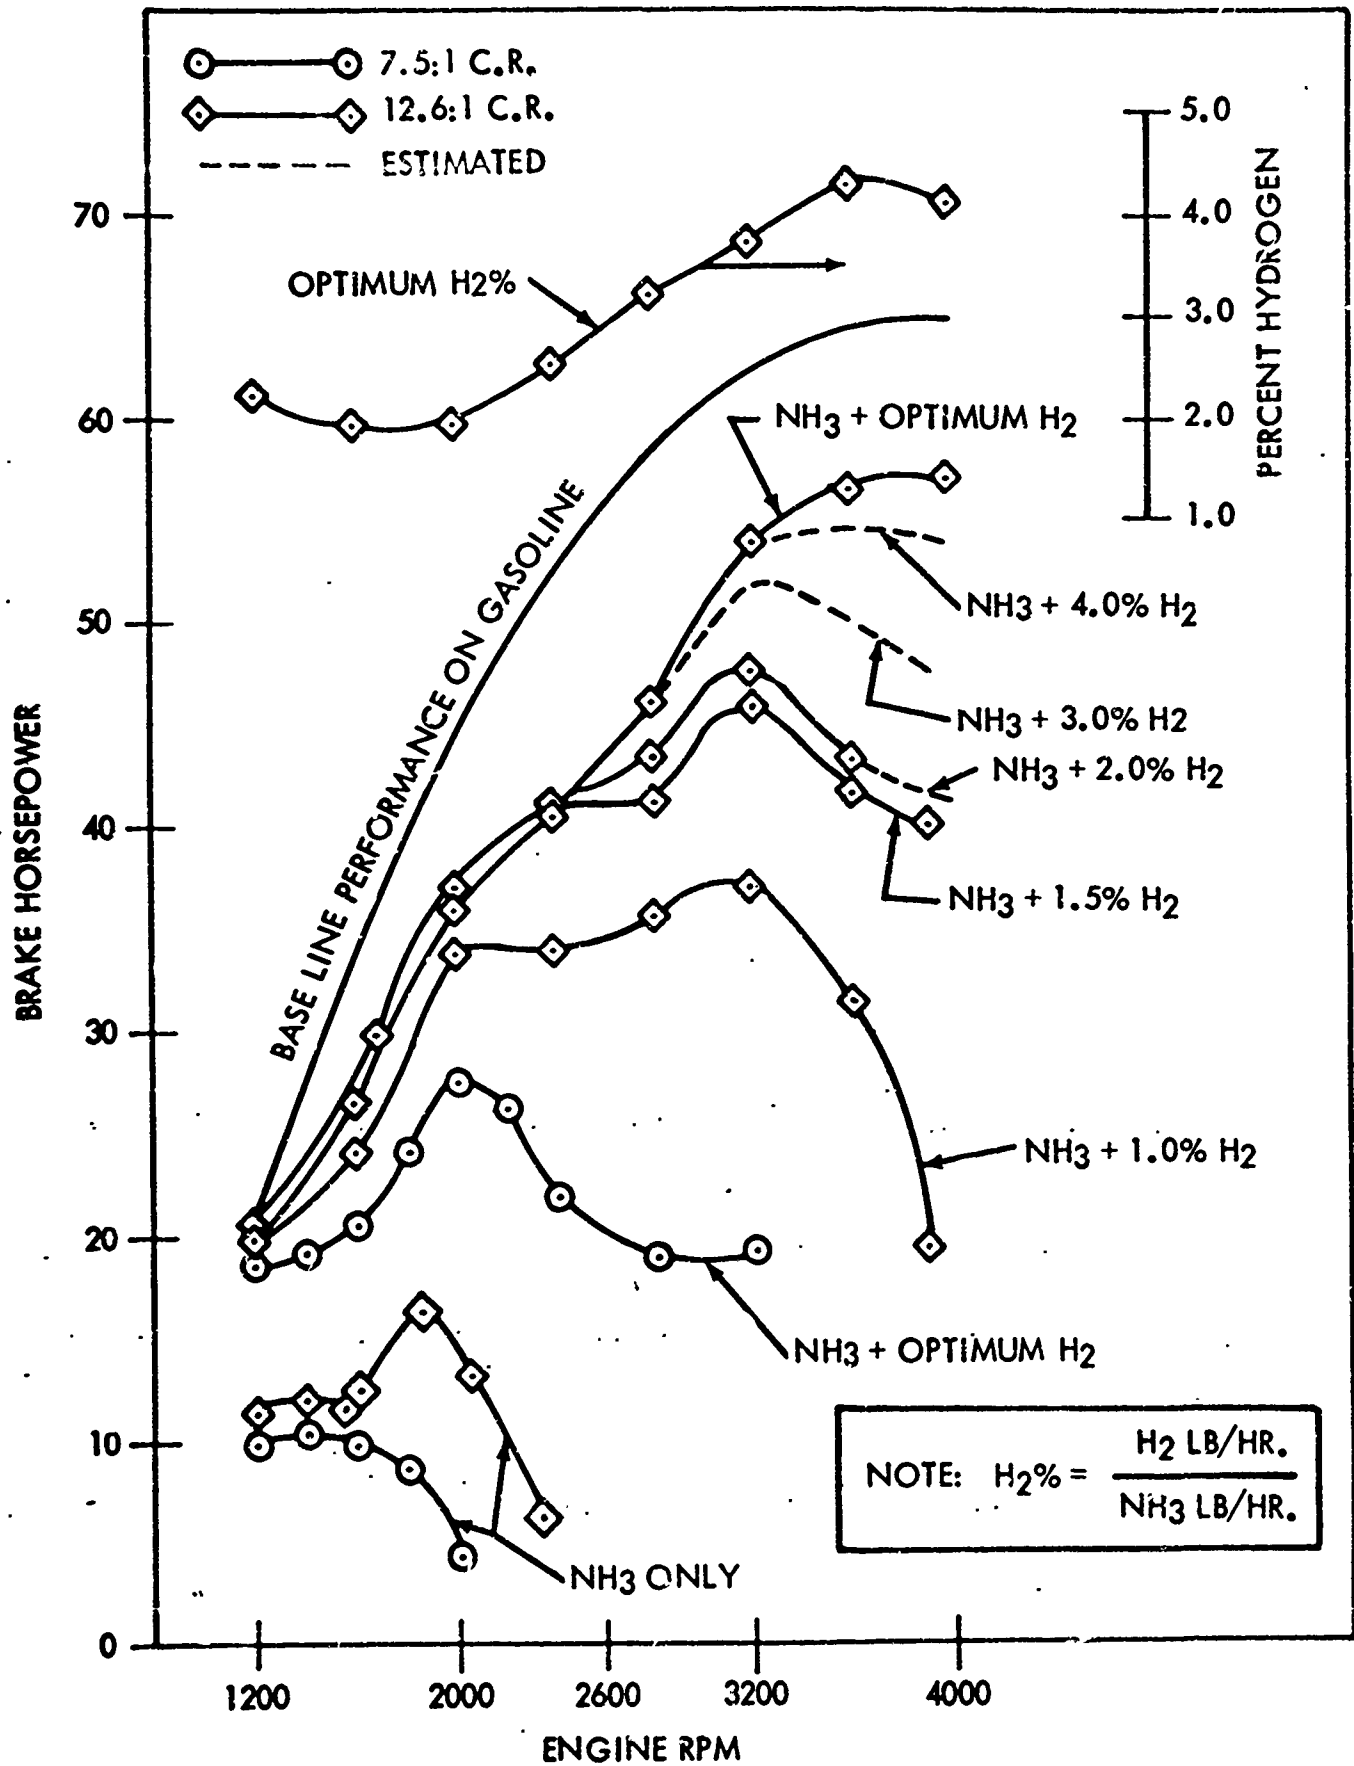 7.5:1 C.R.
12.6:1 C.R.
ESTIMATED
5.0
4.0
3.0
2.0
1.0
PERCENT HYDROGEN
70
60
50
40
30
20
10
0
BRAKE HORSEPOWER
OPTIMUM H2%
BASE LINE PERFORMANCE ON GASOLINE
NH3 + OPTIMUM H2
NH3 + 4.0% H2
NH3 + 3.0% H2
NH3 + 2.0% H2
NH3 + 1.5% H2
NH3 + 1.0% H2
NH3 + OPTIMUM H2
NH3 ONLY
H2 LB/HR.
NOTE: H2% =
NH3 LB/HR.
1200 2000 2600 3200 4000
ENGINE RPM